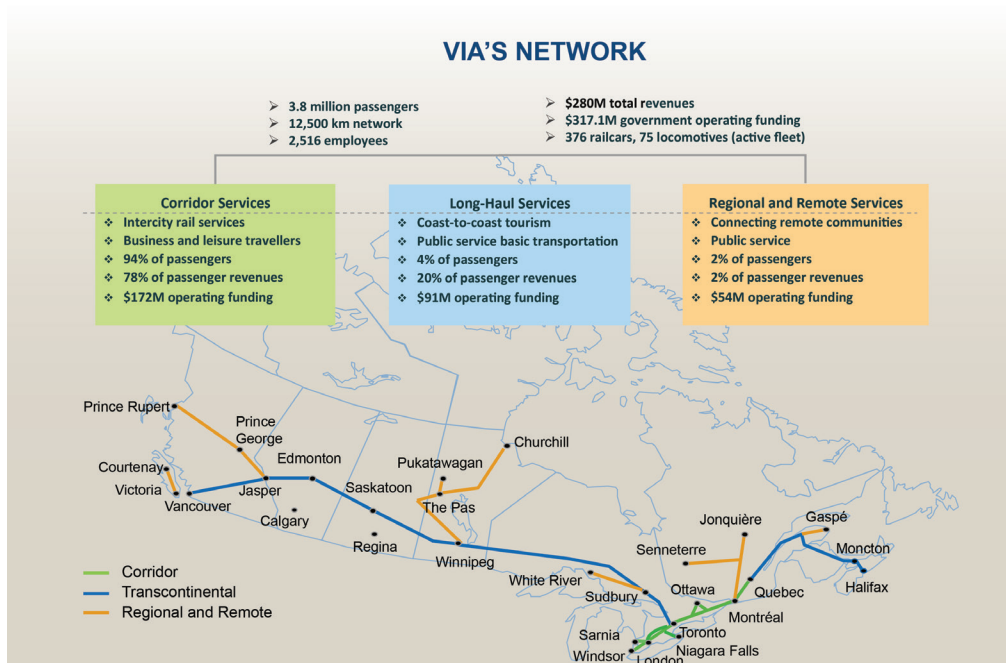 VIA'S NETWORK
➢ 3.8 million passengers
➢ 12,500 km network
➢ 2,516 employees
➢ $280M total revenues
➢ $317.1M government operating funding
➢ 376 railcars, 75 locomotives (active fleet)
Corridor Services
❖ Intercity rail services
❖ Business and leisure travellers
❖ 94% of passengers
❖ 78% of passenger revenues
❖ $172M operating funding
Long-Haul Services
❖ Coast-to-coast tourism
❖ Public service basic transportation
❖ 4% of passengers
❖ 20% of passenger revenues
❖ $91M operating funding
Regional and Remote Services
❖ Connecting remote communities
❖ Public service
❖ 2% of passengers
❖ 2% of passenger revenues
❖ $54M operating funding
Prince Rupert
Prince
George
Courtenay
Victoria
Vancouver
Jasper
Edmonton
Calgary
Saskatoon
Regina
Pukatawagan
The Pas
Churchill
Winnipeg
White River
Sudbury
Senneterre
Jonquière
Ottawa
Montréal
Quebec
Gaspé
Moncton
Halifax
Sarnia
Windsor
London
Toronto
Niagara Falls
Corridor
Transcontinental
Regional and Remote